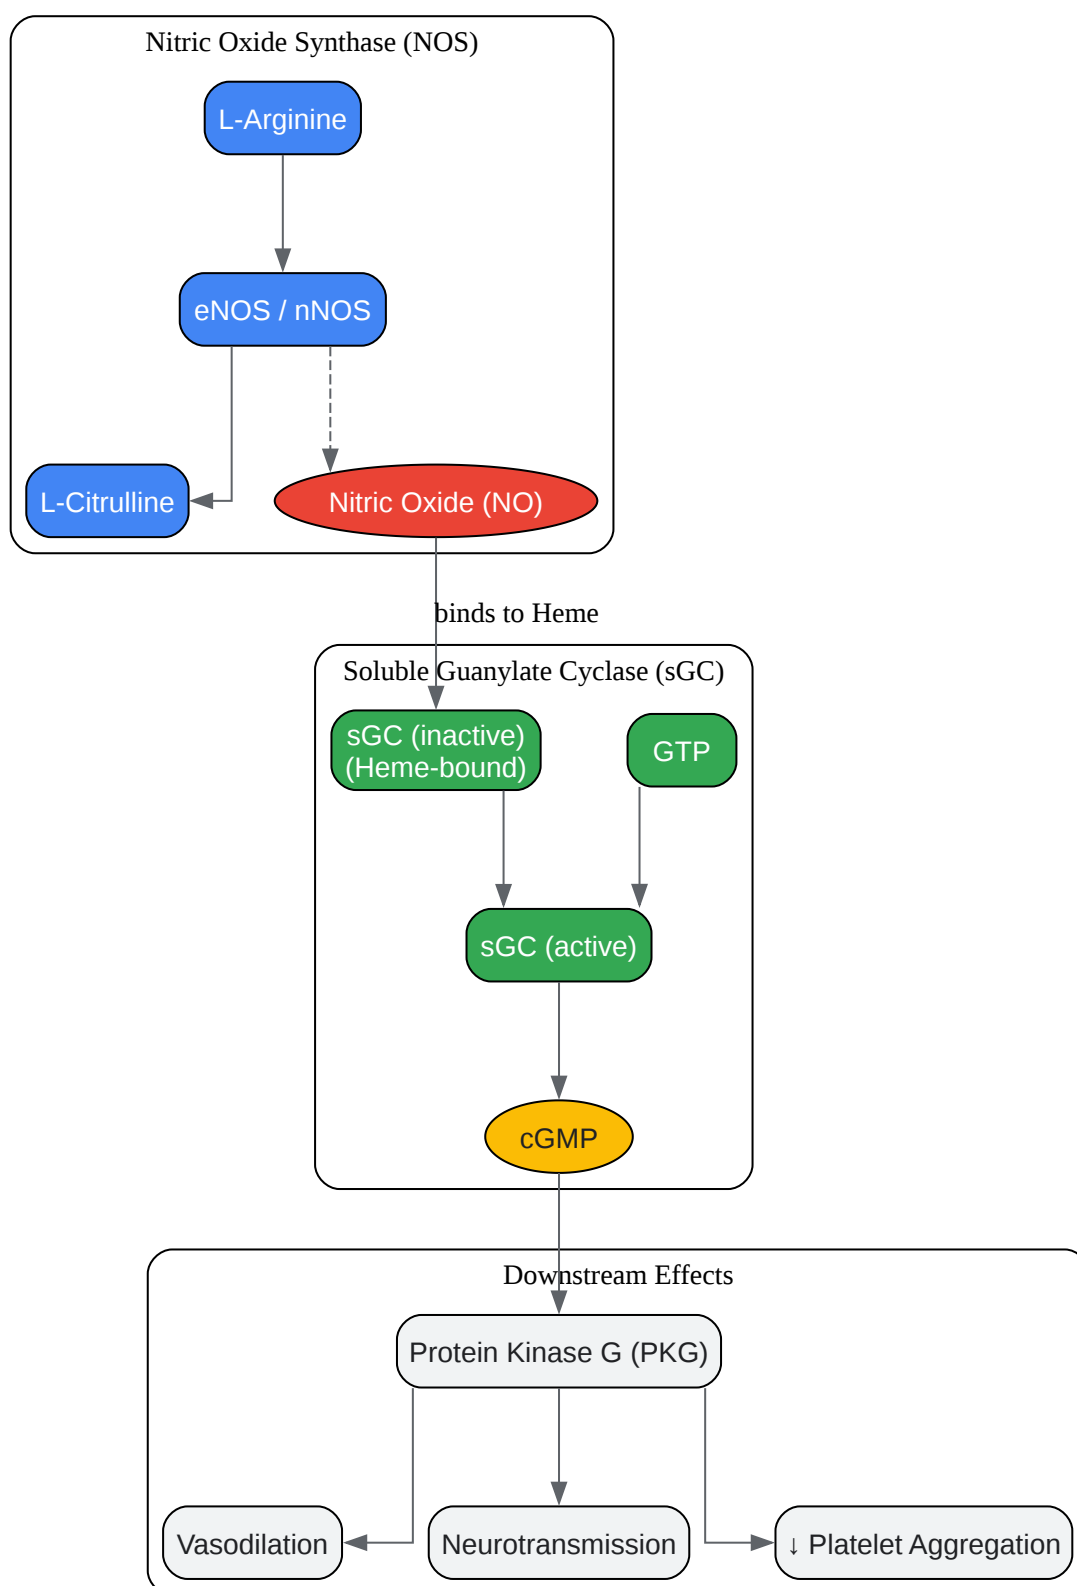 Nitric Oxide Synthase (NOS)
L-Arginine
eNOS / nNOS
L-Citrulline
Nitric Oxide (NO)
binds to Heme
Soluble Guanylate Cyclase (sGC)
sGC (inactive)
(Heme-bound)
GTP
sGC (active)
cGMP
Downstream Effects
Protein Kinase G (PKG)
Vasodilation
Neurotransmission
↓ Platelet Aggregation